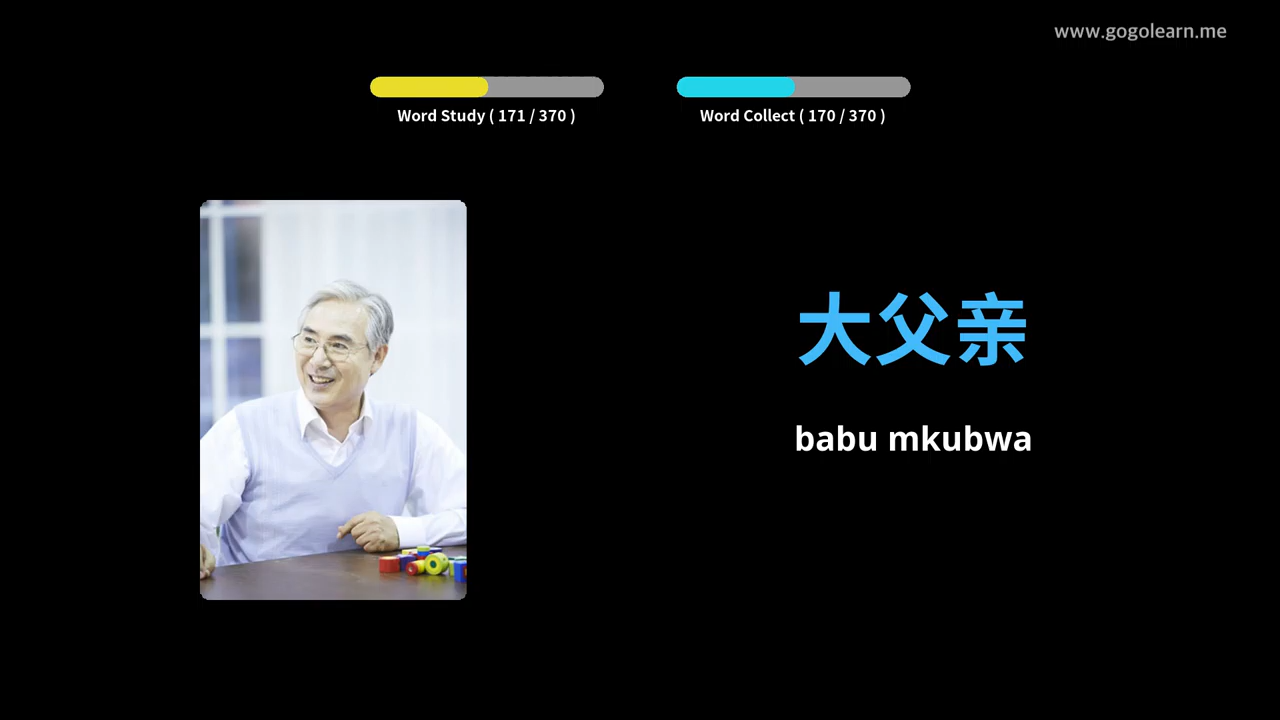 www.gogolearn.me
Word Study ( 171 / 370 )
Word Collect ( 170 / 370 )
大父亲
babu mkubwa